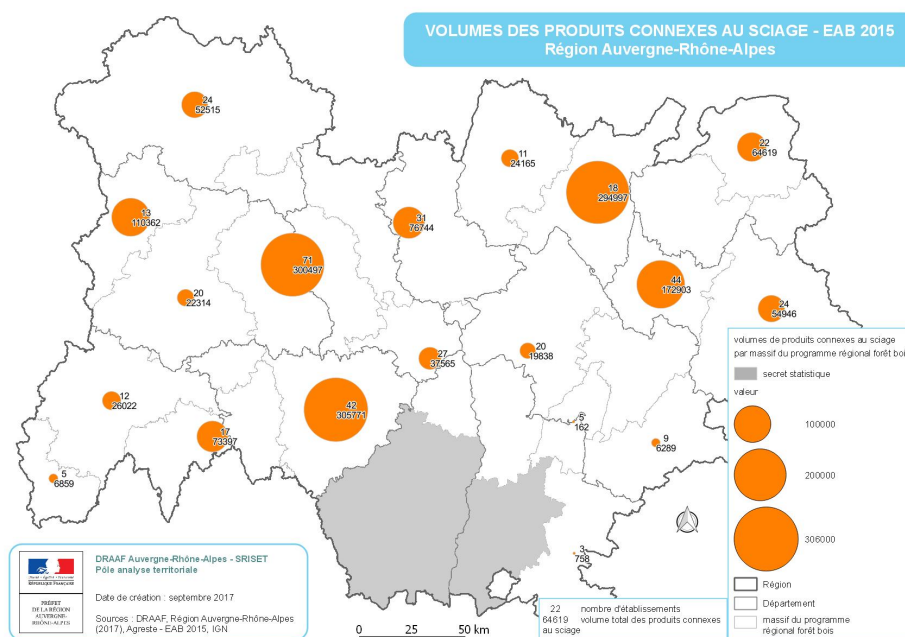 VOLUMES DES PRODUITS CONNEXES AU SCIAGE - EAB 2015
Région Auvergne-Rhône-Alpes
24
52515
11
24165
22
64619
18
294997
13
110362
31
76744
71
300497
44
172903
20
22314
24
54946
27
37565
20
19838
12
26022
42
305771
17
73397
5
162
9
6289
5
6859
3
758
volumes de produits connexes au sciage
par massif du programme régional forêt bois
secret statistique
valeur
100000
200000
306000
Région
Département
massif du programme
régional forêt bois
22 nombre d'établissements
64619 volume total des produits connexes
au sciage
0 25 50 km
RÉPUBLIQUE FRANÇAISE
PRÉFET
DE LA RÉGION
AUVERGNE-
RHÔNE-ALPES
DRAAF Auvergne-Rhône-Alpes - SRISET
Pôle analyse territoriale
Date de création : septembre 2017
Sources : DRAAF, Région Auvergne-Rhône-Alpes
(2017), Agreste - EAB 2015, IGN